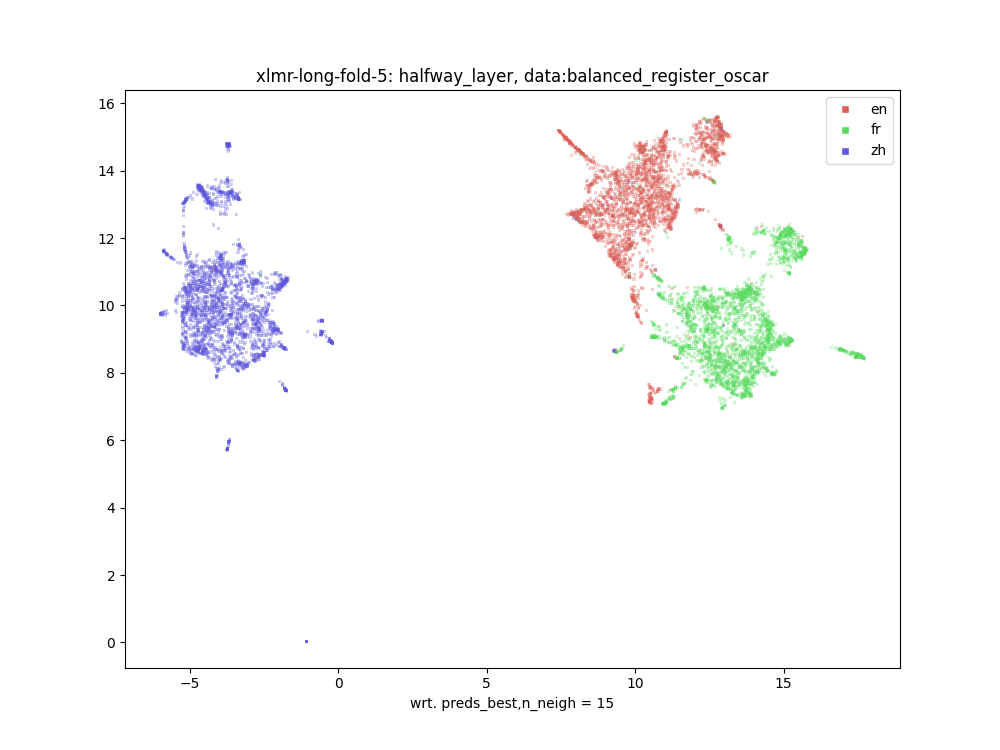 xlmr-long-fold-5: halfway_layer, data:balanced_register_oscar
en
fr
zh
16
14
12
10
8
6
4
2
0
−5
0
5
10
15
wrt. preds_best,n_neigh = 15